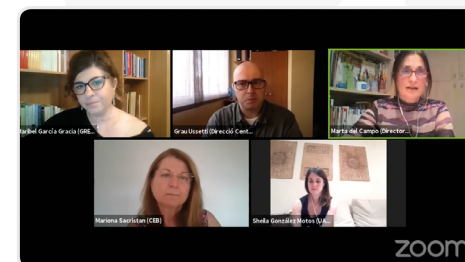 Maribel García Gracia (GRE...
Grau Ussetti (Direcció Cent...
Marta del Campo (Director...
Mariona Sacristan (CEB)
Sheila González Motos (UA...
zoom